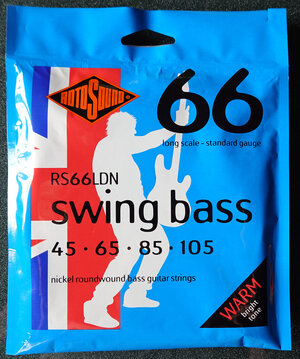 ROTOSOUND
66
long scale - standard gauge
RS66LDN
swing bass
45 • 65 • 85 • 105
nickel roundwound bass guitar strings
WARM
bright
tone